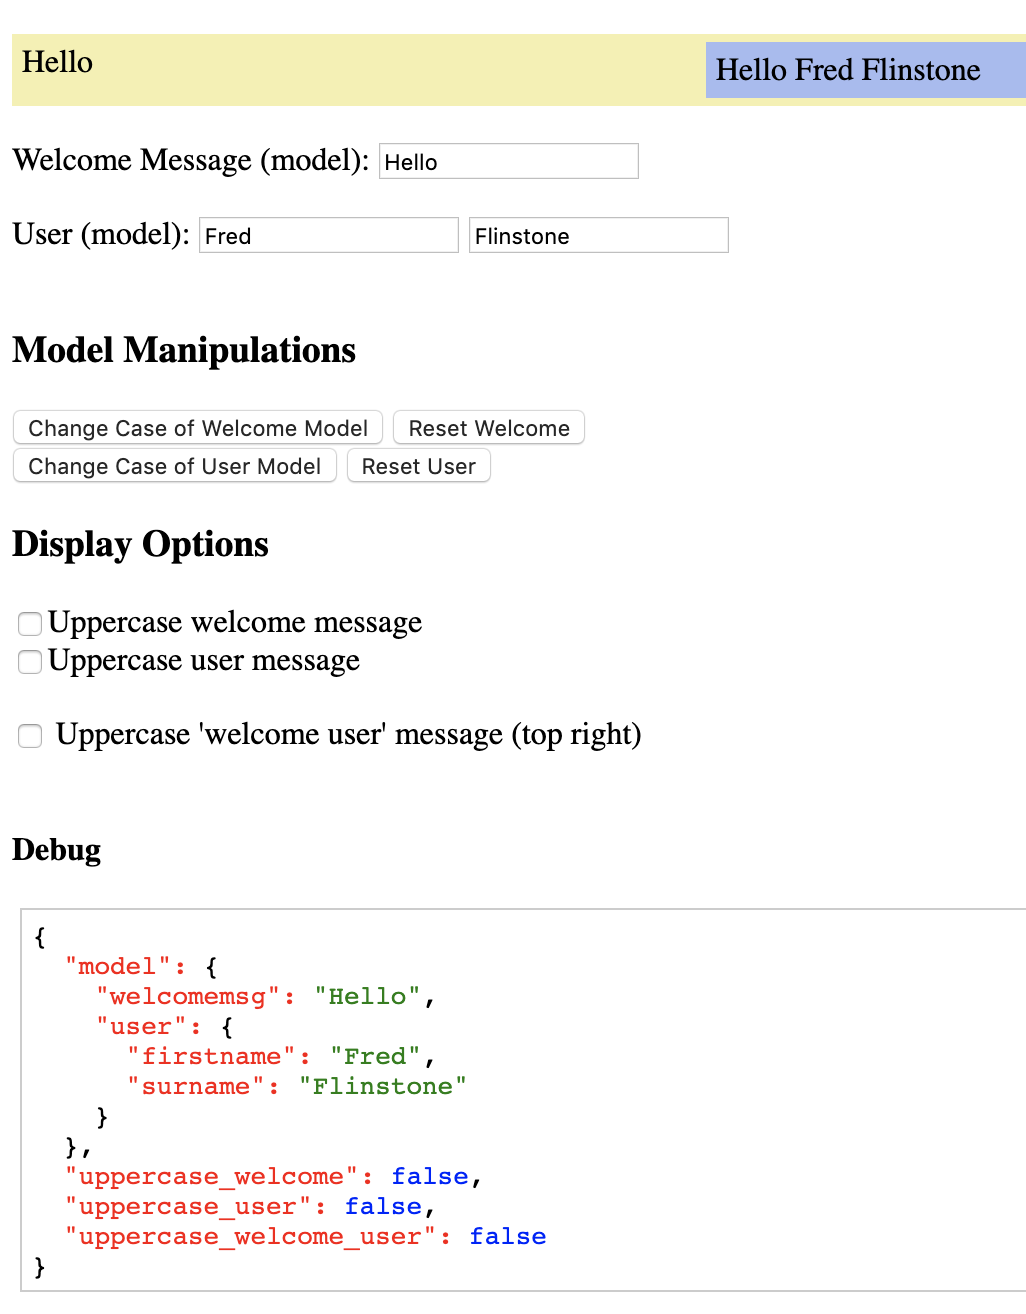 Hello
Hello Fred Flinstone
Welcome Message (model): Hello
User (model): Fred Flinstone
Model Manipulations
Change Case of Welcome Model Reset Welcome
Change Case of User Model Reset User
Display Options
Uppercase welcome message
Uppercase user message
Uppercase 'welcome user' message (top right)
Debug
{
  "model": {
    "welcomemsg": "Hello",
    "user": {
      "firstname": "Fred",
      "surname": "Flinstone"
    }
  },
  "uppercase_welcome": false,
  "uppercase_user": false,
  "uppercase_welcome_user": false
}